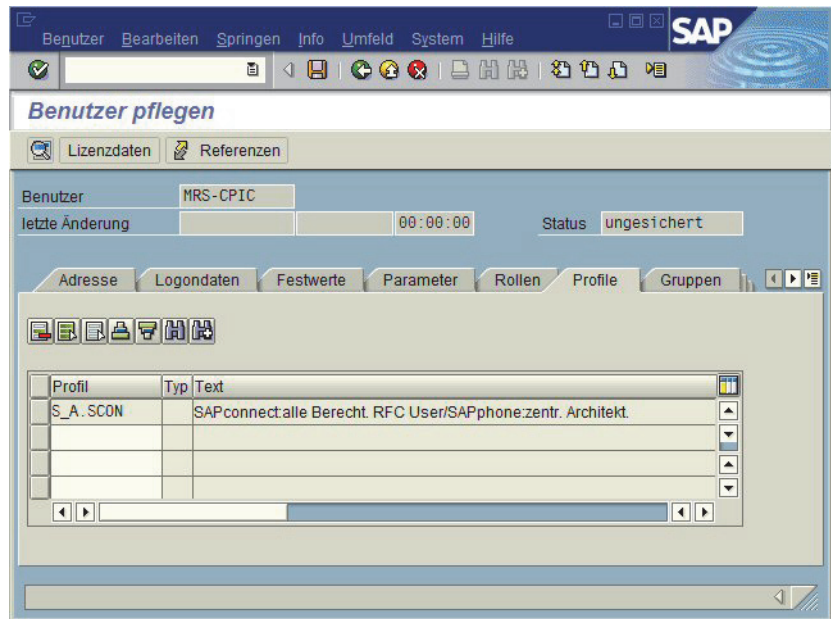 Benutzer Bearbeiten Springen Info Umfeld System Hilfe
SAP
Benutzer pflegen
Lizenzdaten Referenzen
Benutzer MRS-CPIC
letzte Änderung 00:00:00 Status ungesichert
Adresse Logondaten Festwerte Parameter Rollen Profile Gruppen
Profil Typ Text
S_A.SCON SAPconnect:alle Berecht. RFC User/SAPphone:zentr. Architekt.